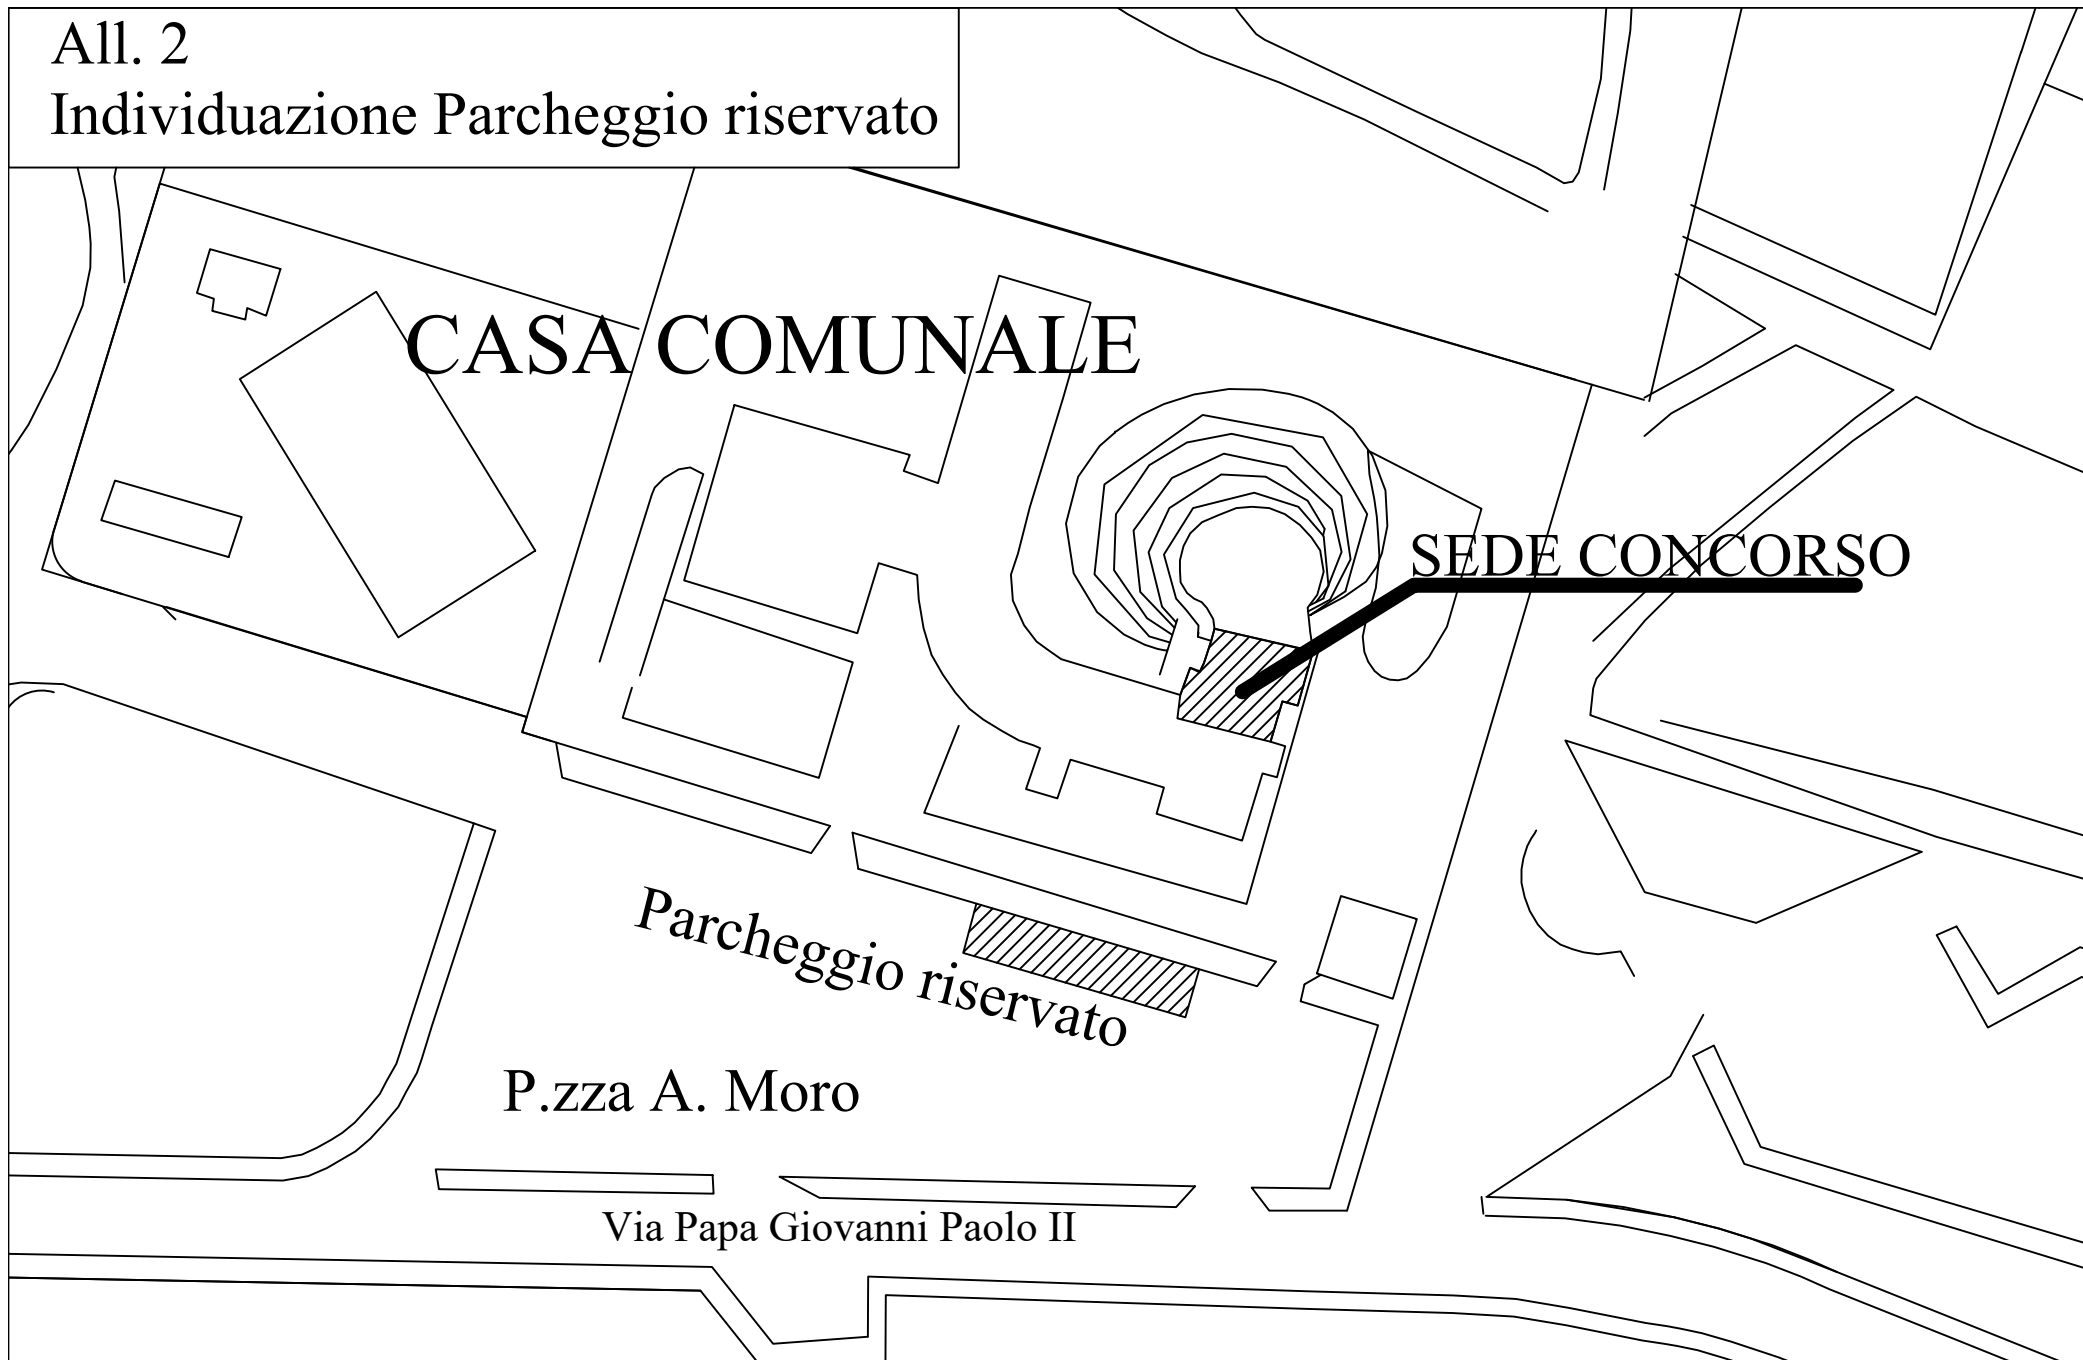 All. 2
Individuazione Parcheggio riservato
CASA COMUNALE
SEDE CONCORSO
Parcheggio riservato
P.zza A. Moro
Via Papa Giovanni Paolo II